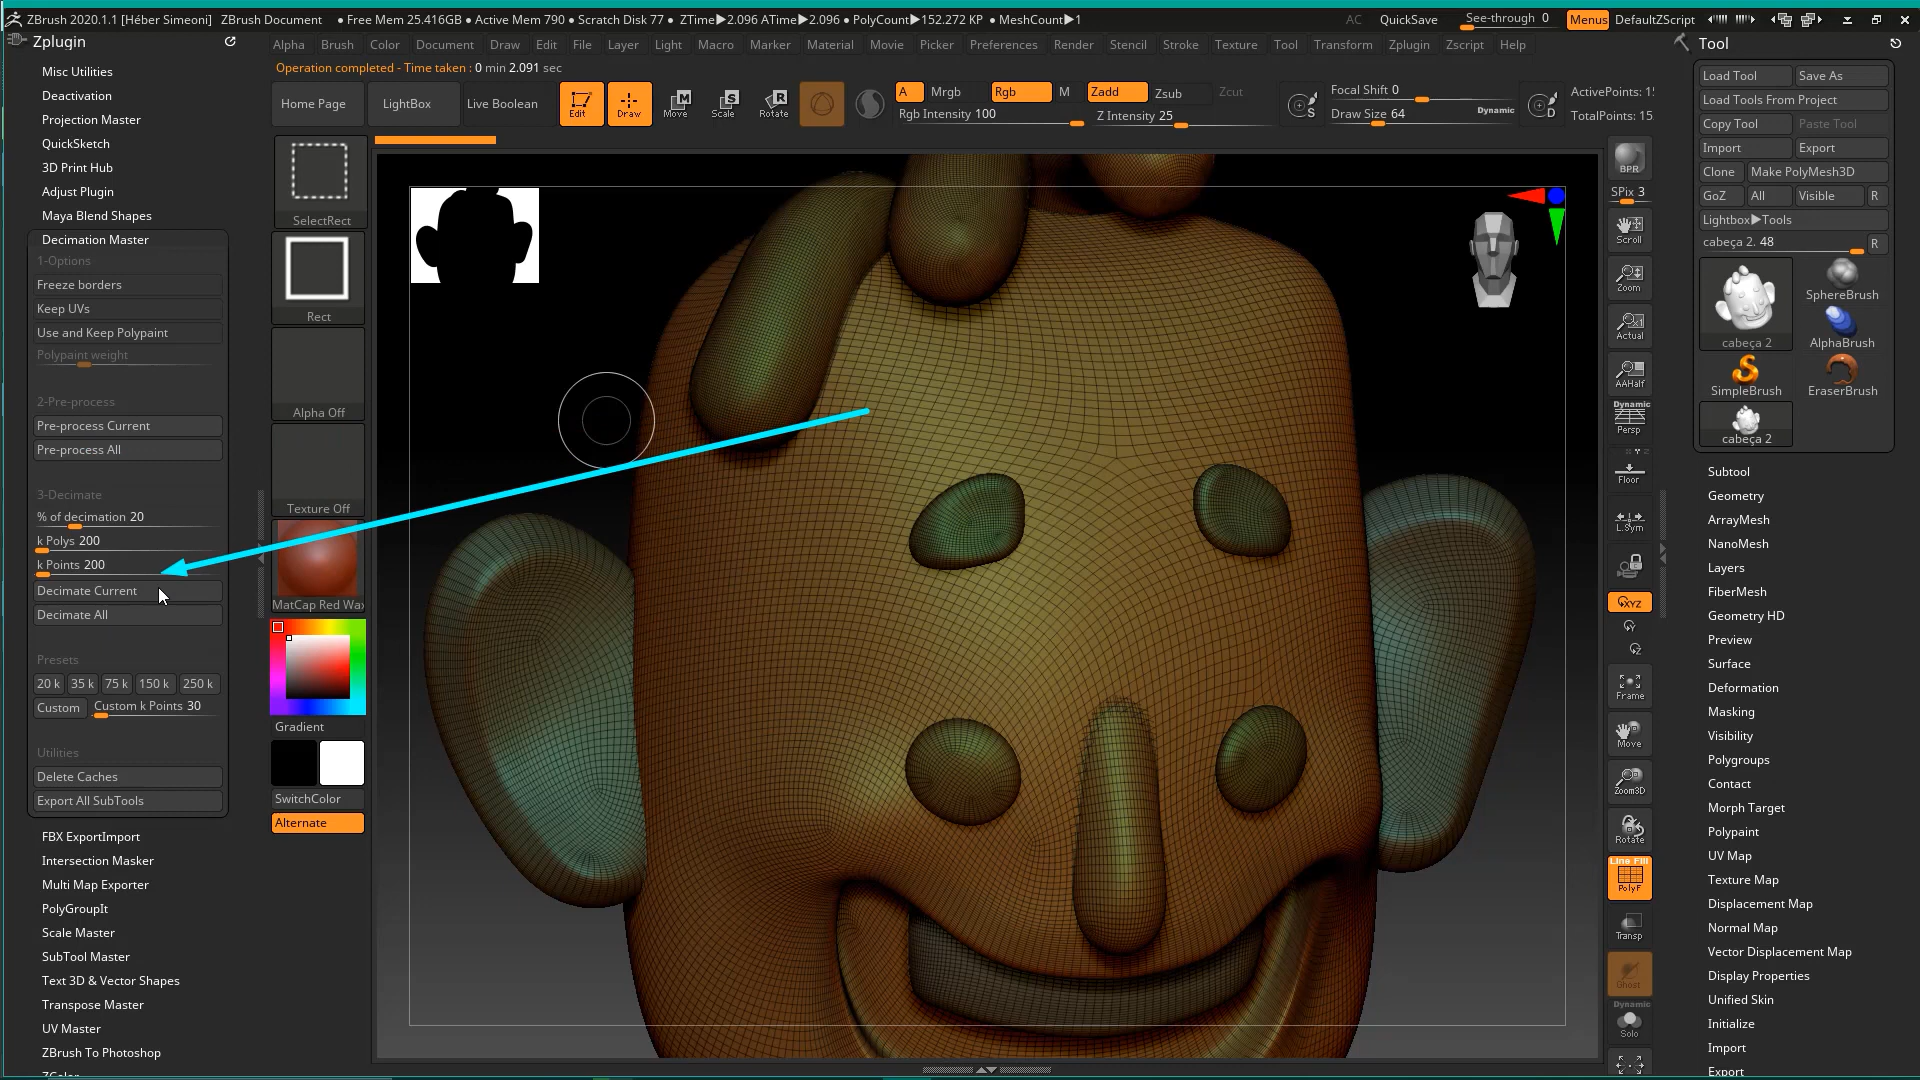 ZBrush 2020.1.1 [Héber Simeoni] ZBrush Document ● Free Mem 25.416GB ● Active Mem 790 ● Scratch Disk 77 ● ZTime▶2.096 ATime▶2.096 ● PolyCount▶152.272 KP ● MeshCount▶1 AC QuickSave See-through 0 Menus DefaultZScript
Zplugin
Alpha Brush Color Document Draw Edit File Layer Light Macro Marker Material Movie Picker Preferences Render Stencil Stroke Texture Tool Transform Zplugin Zscript Help
Tool
Operation completed - Time taken : 0 min 2.091 sec
Misc Utilities
Deactivation
Projection Master
QuickSketch
3D Print Hub
Adjust Plugin
Maya Blend Shapes
Decimation Master
1-Options
Freeze borders
Keep UVs
Use and Keep Polypaint
Polypaint weight
2-Pre-process
Pre-process Current
Pre-process All
3-Decimate
% of decimation 20
k Polys 200
k Points 200
Decimate Current
Decimate All
Presets
20 k 35 k 75 k 150 k 250 k
Custom Custom k Points 30
Utilities
Delete Caches
Export All SubTools
FBX ExportImport
Intersection Masker
Multi Map Exporter
PolyGroupIt
Scale Master
SubTool Master
Text 3D & Vector Shapes
Transpose Master
UV Master
ZBrush To Photoshop
ZColor
Home Page LightBox Live Boolean Edit Draw Move Scale Rotate
M S R
A Mrgb Rgb M Zadd Zsub Zcut
Rgb Intensity 100 Z Intensity 25
S Focal Shift 0
Draw Size 64 Dynamic
D ActivePoints: 15
TotalPoints: 15
SelectRect
Rect
Alpha Off
Texture Off
MatCap Red Wax
Gradient
SwitchColor
Alternate
BPR
SPix 3
Scroll
Zoom
Actual
AAHalf
Dynamic
Persp
Floor
L.Sym
XYZ
Y
Z
Frame
Move
Zoom3D
Rotate
Line Fill
PolyF
Transp
Ghost
Dynamic
Solo
Load Tool Save As
Load Tools From Project
Copy Tool Paste Tool
Import Export
Clone Make PolyMesh3D
GoZ All Visible R
Lightbox▶Tools
cabeça 2. 48 R
cabeça 2
SphereBrush
AlphaBrush
SimpleBrush
EraserBrush
cabeça 2
Subtool
Geometry
ArrayMesh
NanoMesh
Layers
FiberMesh
Geometry HD
Preview
Surface
Deformation
Masking
Visibility
Polygroups
Contact
Morph Target
Polypaint
UV Map
Texture Map
Displacement Map
Normal Map
Vector Displacement Map
Display Properties
Unified Skin
Initialize
Import
Export